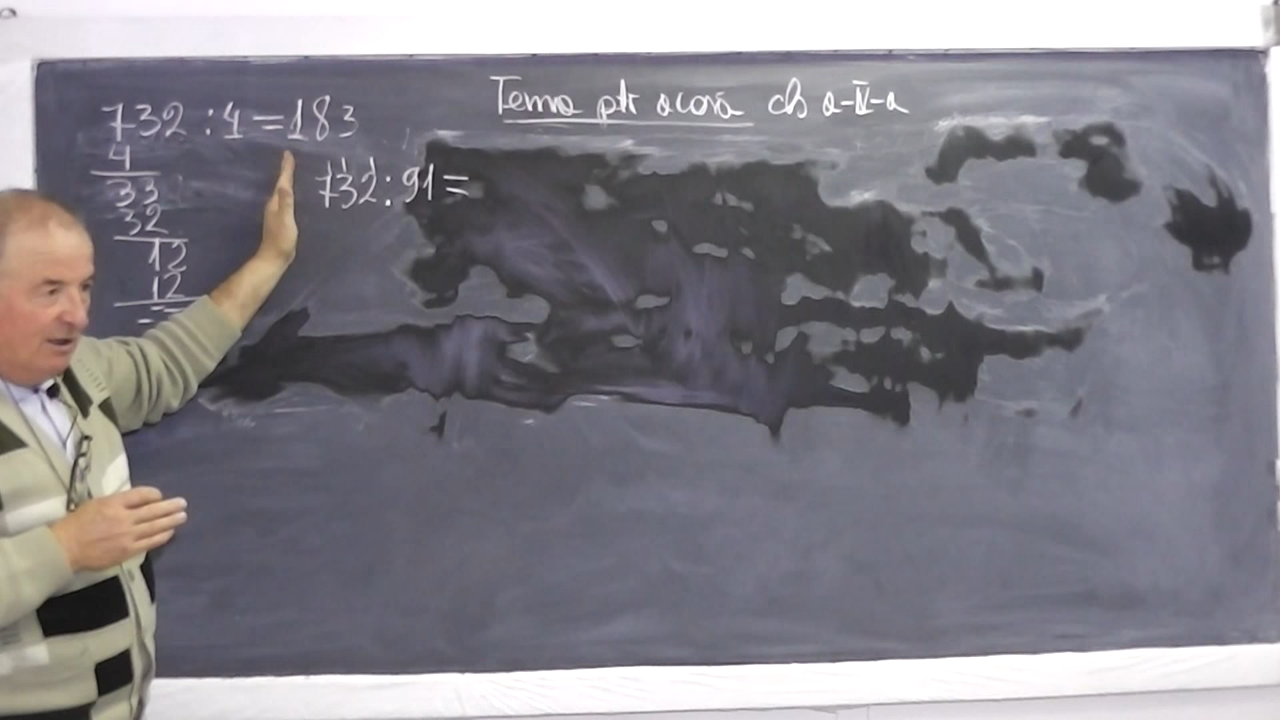 Tema ptr acasă cls a-IV-a
732 : 4 = 183
4
33
32
12
12
--
732 : 91 =